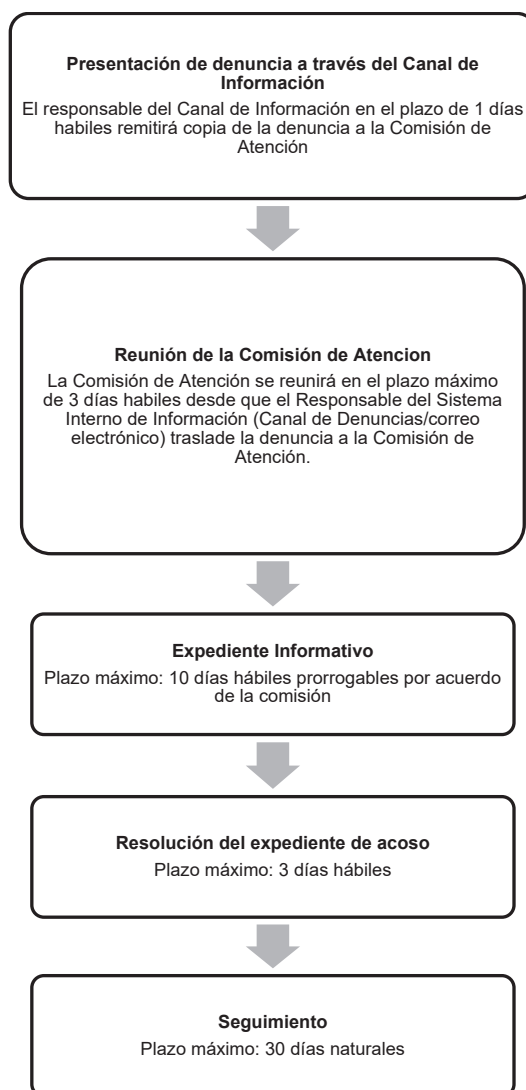 Presentación de denuncia a través del Canal de
Información
El responsable del Canal de Información en el plazo de 1 días
habiles remitirá copia de la denuncia a la Comisión de
Atención
Reunión de la Comisión de Atencion
La Comisión de Atención se reunirá en el plazo máximo
de 3 días habiles desde que el Responsable del Sistema
Interno de Información (Canal de Denuncias/correo
electrónico) traslade la denuncia a la Comisión de
Atención.
Expediente Informativo
Plazo máximo: 10 días hábiles prorrogables por acuerdo
de la comisión
Resolución del expediente de acoso
Plazo máximo: 3 días hábiles
Seguimiento
Plazo máximo: 30 días naturales